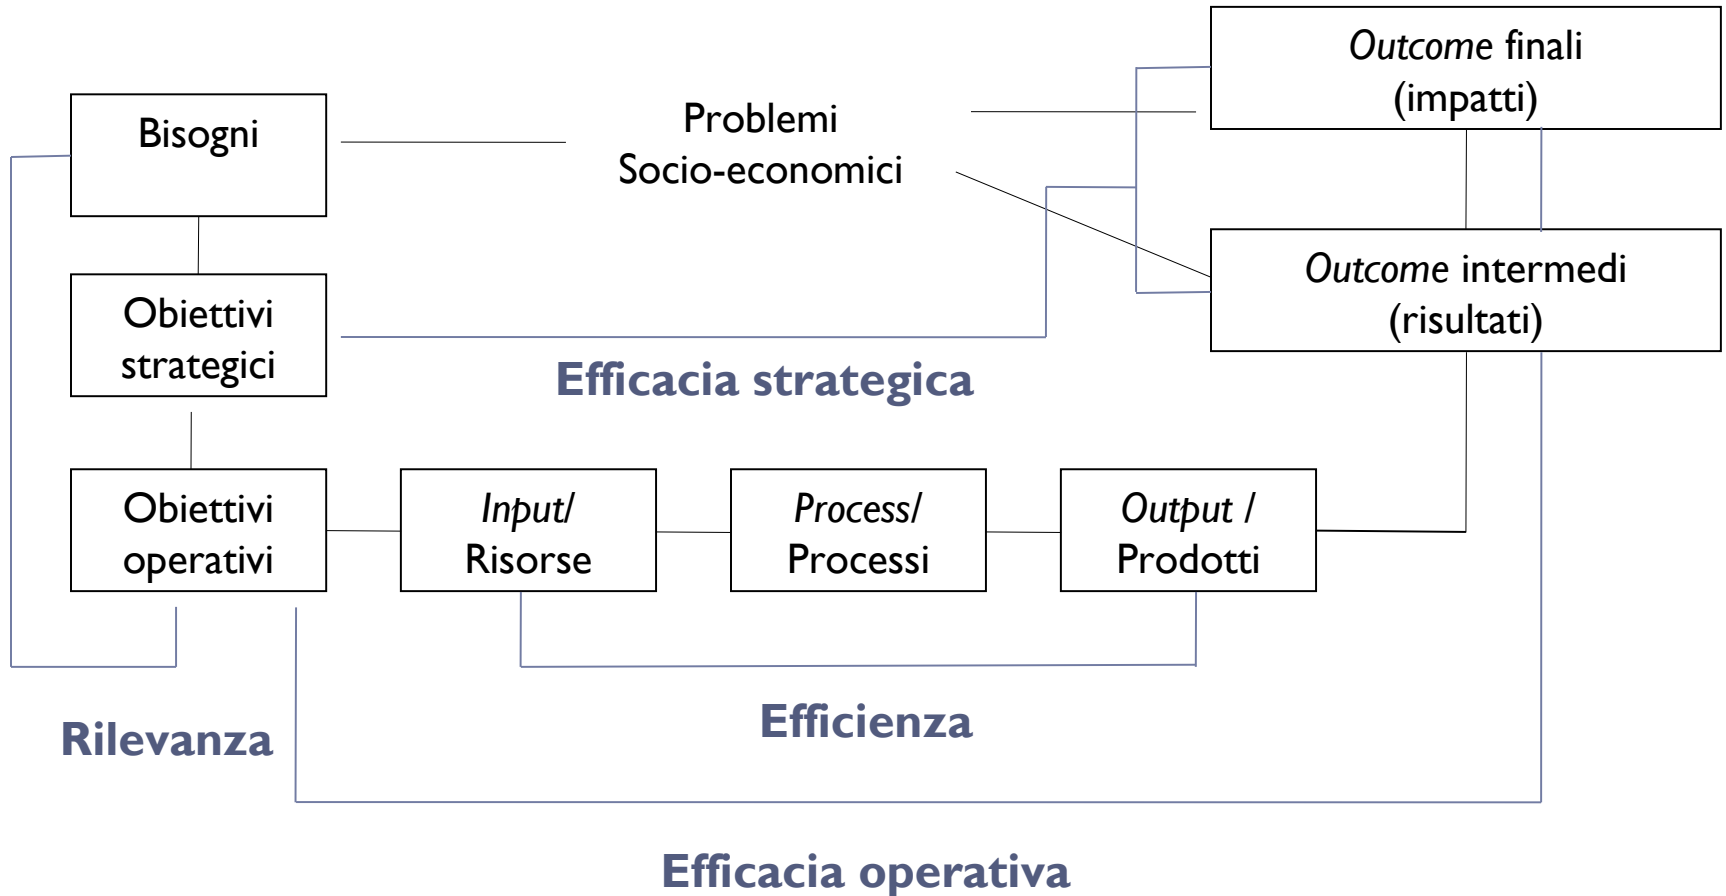 Outcome finali
(impatti)
Bisogni
Problemi
Socio-economici
Outcome intermedi
(risultati)
Obiettivi
strategici
Efficacia strategica
Obiettivi
operativi
Input/
Risorse
Process/
Processi
Output /
Prodotti
Rilevanza
Efficienza
Efficacia operativa